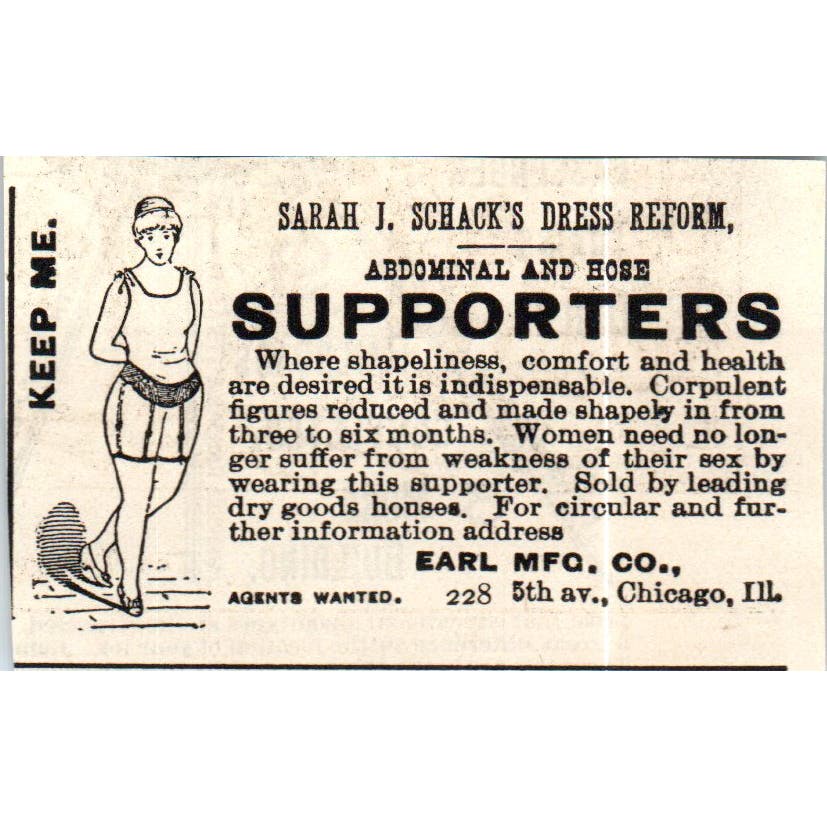 KEEP ME.
SARAH J. SCHACK'S DRESS REFORM,
ABDOMINAL AND HOSE
SUPPORTERS
Where shapeliness, comfort and health
are desired it is indispensable. Corpulent
figures reduced and made shapely in from
three to six months. Women need no lon-
ger suffer from weakness of their sex by
wearing this supporter. Sold by leading
dry goods houses. For circular and fur-
ther information address
EARL MFG. CO.,
AGENTS WANTED. 228 5th av., Chicago, Ill.